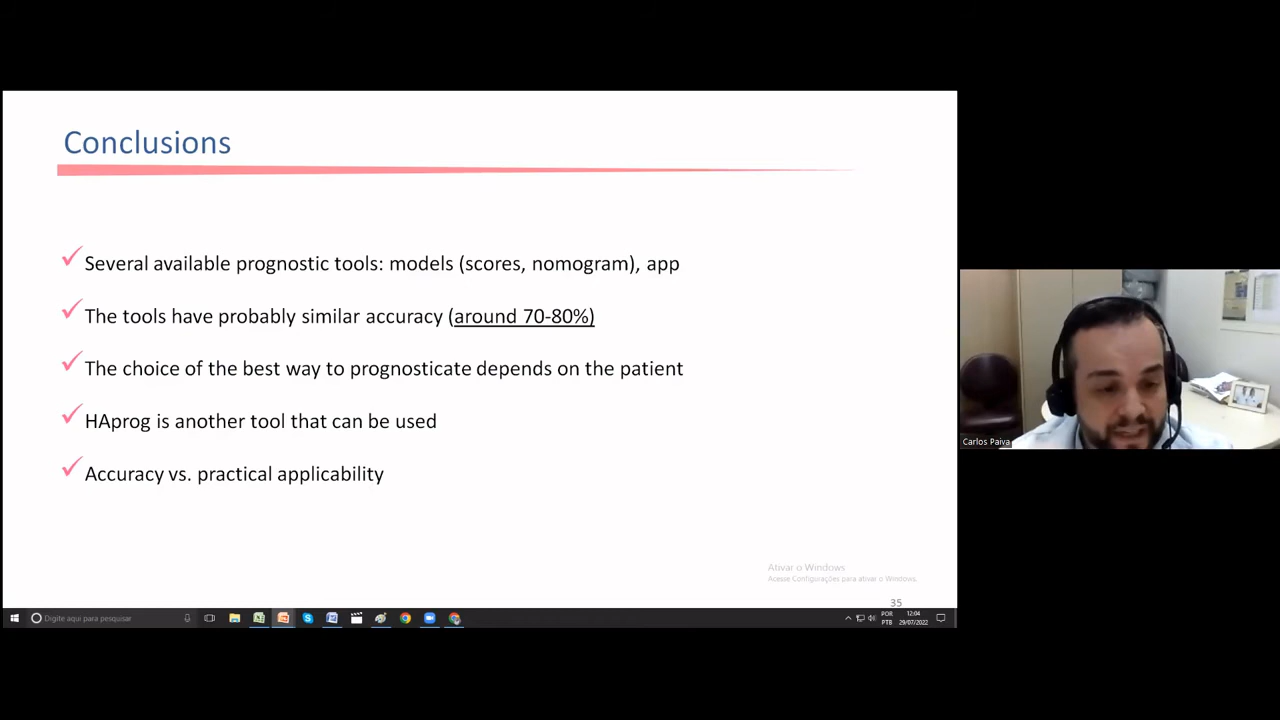 Conclusions
Several available prognostic tools: models (scores, nomogram), app
The tools have probably similar accuracy (around 70-80%)
The choice of the best way to prognosticate depends on the patient
HAprog is another tool that can be used
Accuracy vs. practical applicability
Ativar o Windows
Acesse Configurações para ativar o Windows.
35
Digite aqui para pesquisar
POR
PTB
12:04
29/07/2022
Carlos Paiva